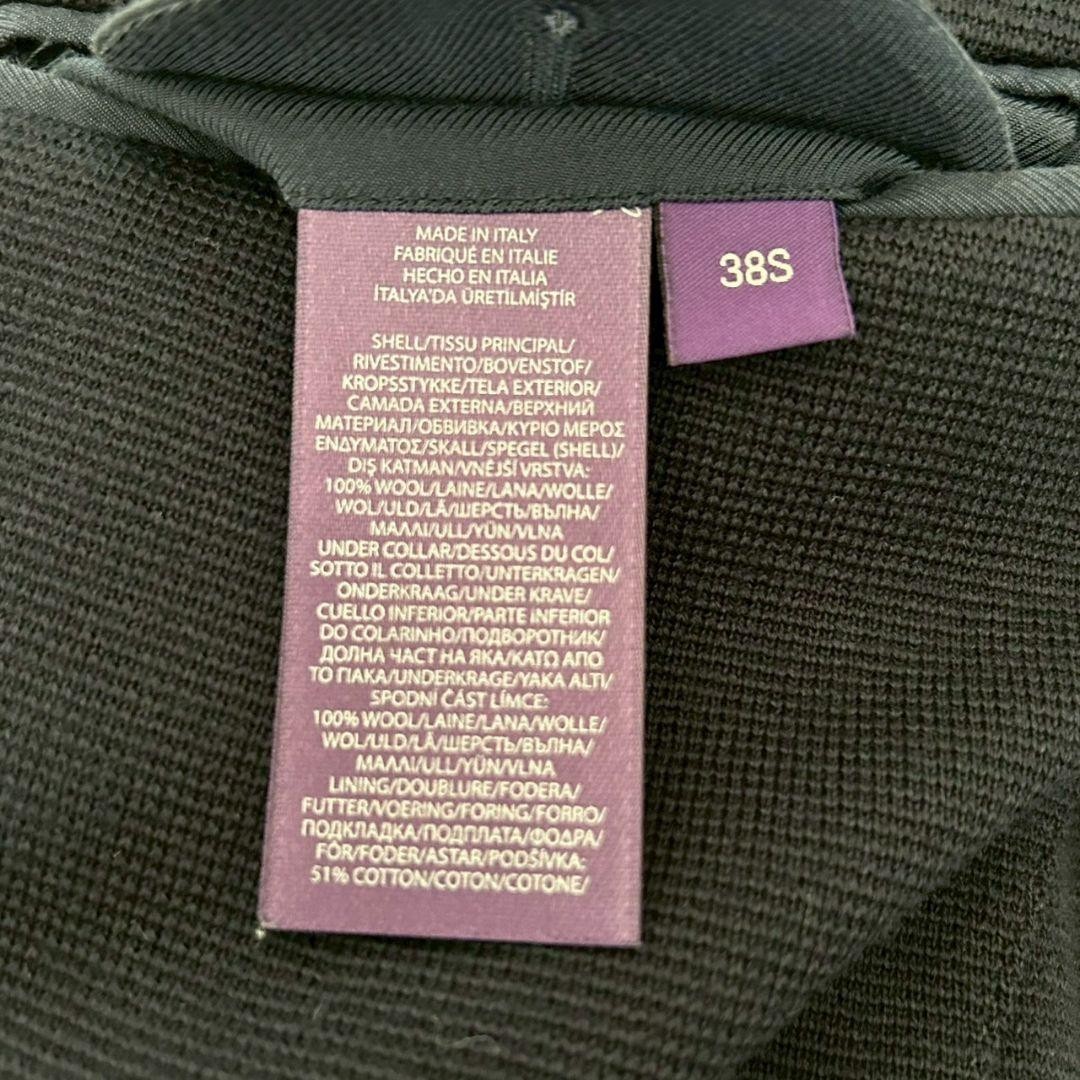 MADE IN ITALY
FABRIQUÉ EN ITALIE
HECHO EN ITALIA
İTALYA'DA ÜRETİLMİŞTİR
SHELL/TISSU PRINCIPAL/
RIVESTIMENTO/BOVENSTOF/
KROPSSTYKKE/TELA EXTERIOR/
CAMADA EXTERNA/ВЕРХНИЙ
МАТЕРИАЛ/ОБВИВКА/ΚΥΡΙΟ ΜΕΡΟΣ
ΕΝΔΥΜΑΤΟΣ/SKALL/SPEGEL (SHELL)/
DIŞ KATMAN/VNĚJŠÍ VRSTVA:
100% WOOL/LAINE/LANA/WOLLE/
WOL/ULD/LÃ/ШЕРСТЬ/ВЪЛНА/
ΜΑΛΛΙ/ULL/YÜN/VLNA
UNDER COLLAR/DESSOUS DU COL/
SOTTO IL COLLETTO/UNTERKRAGEN/
ONDERKRAAG/UNDER KRAVE/
CUELLO INFERIOR/PARTE INFERIOR
DO COLARINHO/ПОДВОРОТНИК/
ДОЛНА ЧАСТ НА ЯКА/ΚΑΤΩ ΑΠΟ
ΤΟ ΓΙΑΚΑ/UNDERKRAGE/YAKA ALTI/
SPODNÍ ČÁST LÍMCE:
100% WOOL/LAINE/LANA/WOLLE/
WOL/ULD/LÃ/ШЕРСТЬ/ВЪЛНА/
ΜΑΛΛΙ/ULL/YÜN/VLNA
LINING/DOUBLURE/FODERA/
FUTTER/VOERING/FORING/FORRO/
ПОДКЛАДКА/ПОДПЛАТА/ΦΟΔΡΑ/
FÔR/FODER/ASTAR/PODŠÍVKA:
51% COTTON/COTON/COTONE/
38S